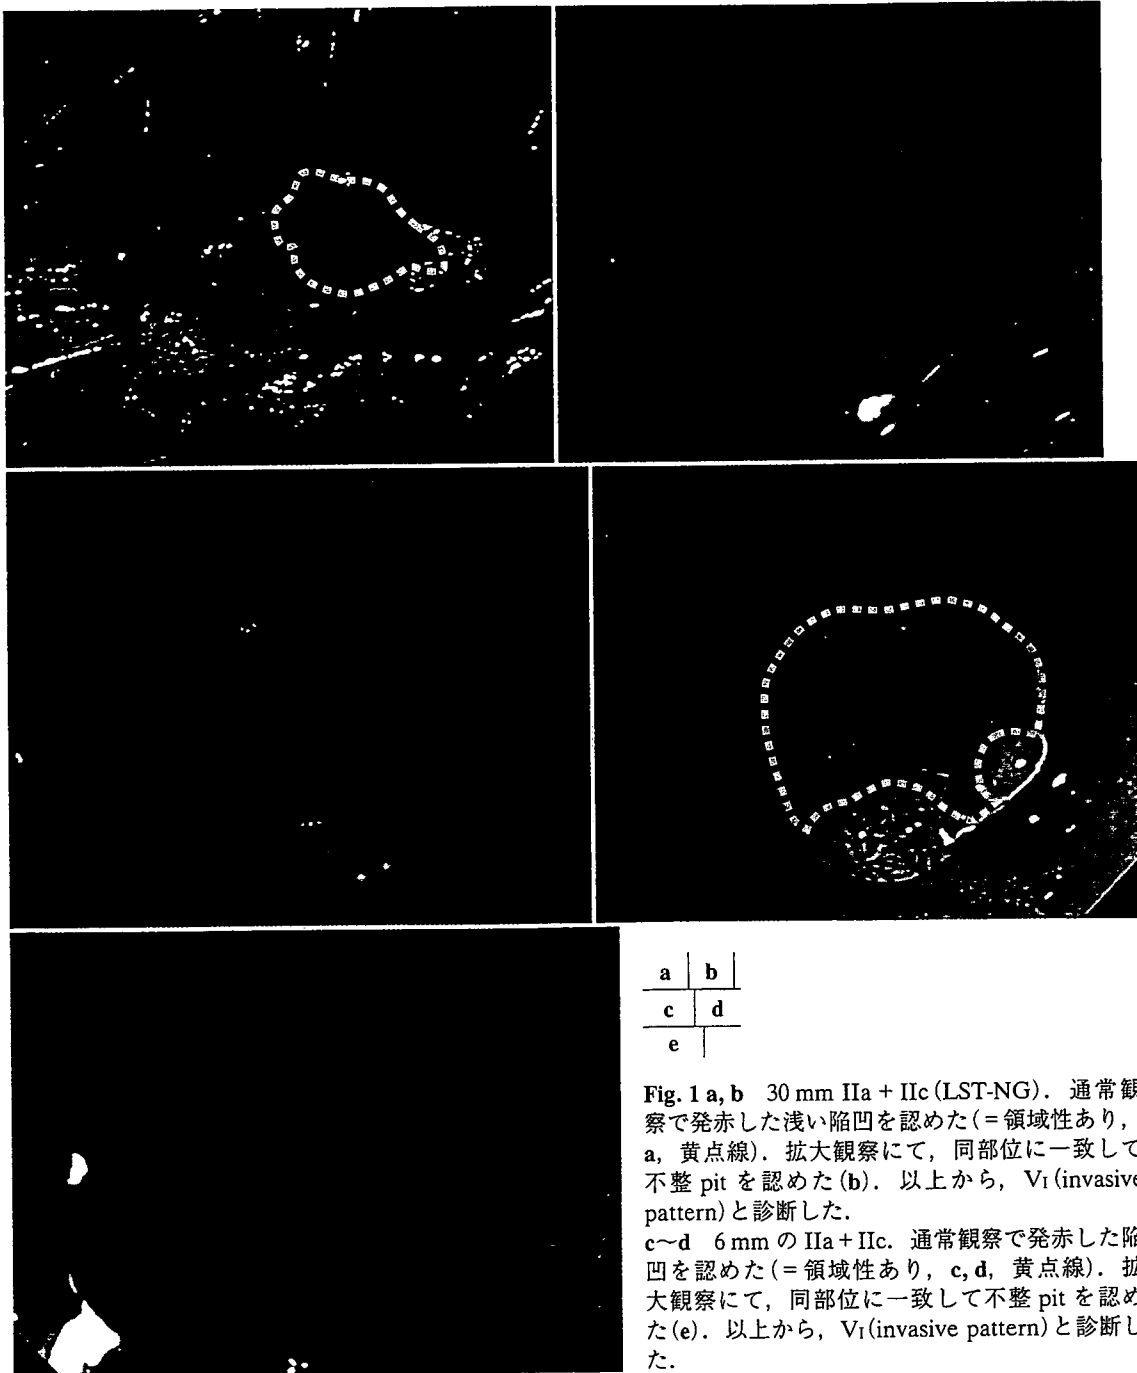 a b
c d
e
Fig. 1 a, b 30 mm IIa + IIc (LST-NG). 通常観
察で発赤した浅い陥凹を認めた(=領域性あり,
a, 黄点線). 拡大観察にて, 同部位に一致して
不整 pit を認めた(b). 以上から, VI(invasive
pattern)と診断した.
c〜d 6 mm の IIa+IIc. 通常観察で発赤した陥
凹を認めた(=領域性あり, c, d, 黄点線). 拡
大観察にて, 同部位に一致して不整 pit を認め
た(e). 以上から, VI(invasive pattern)と診断し
た.